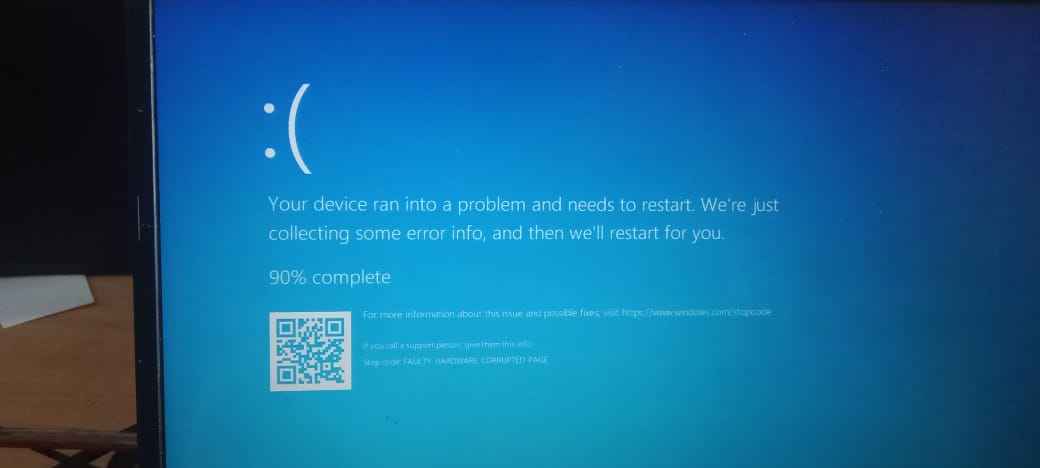 :(
Your device ran into a problem and needs to restart. We're just
collecting some error info, and then we'll restart for you.
90% complete
For more information about this issue and possible fixes, visit https://www.windows.com/stopcode
If you call a support person, give them this info:
Stop code: FAULTY HARDWARE CORRUPTED PAGE